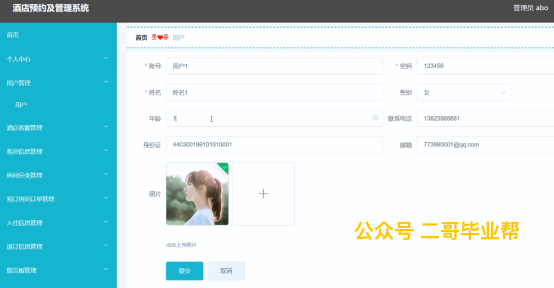 酒店预约及管理系统
管理员 abo
首页
个人中心
用户管理
用户
酒店客服管理
客房信息管理
房间分类管理
预订房间订单管理
入住信息管理
退订信息管理
留言板管理
首页 用户
* 账号 用户1
* 密码 123456
* 姓名 姓名1
性别 女
年龄 1
联系电话 13823888881
身份证 440300199101010001
邮箱 773890001@qq.com
照片
点击上传照片
提交 取消
公众号 二哥毕业帮